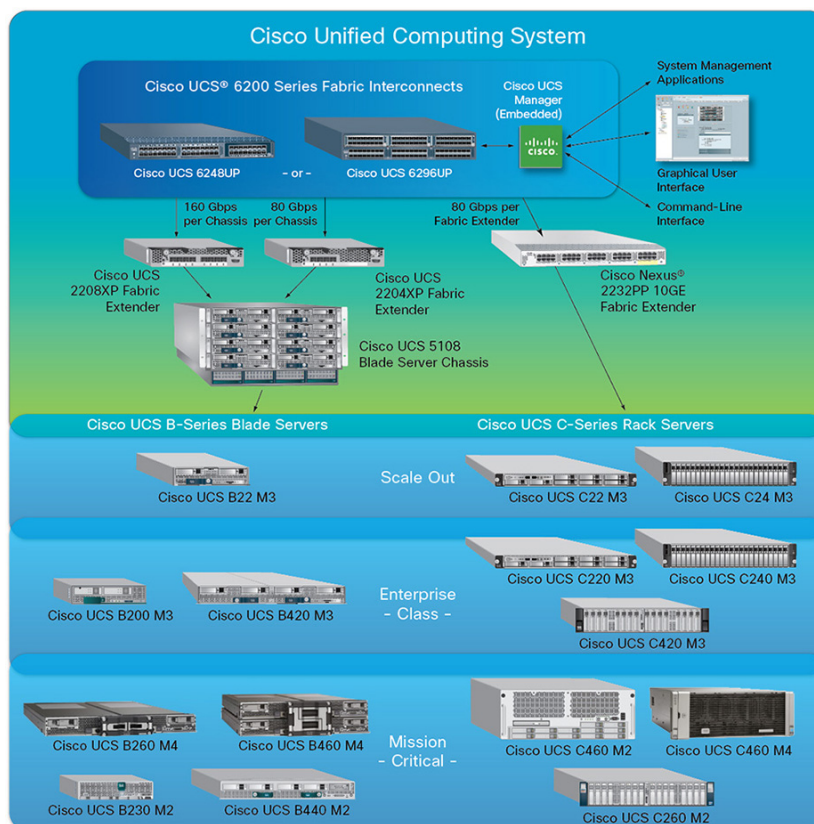 Cisco Unified Computing System
Cisco UCS® 6200 Series Fabric Interconnects
Cisco UCS
Manager
(Embedded)
System Management
Applications
CISCO.
Cisco UCS 6248UP
- or -
Cisco UCS 6296UP
Graphical User
Interface
Command-Line
Interface
160 Gbps
per Chassis
80 Gbps
per Chassis
80 Gbps per
Fabric Extender
Cisco UCS
2208XP Fabric
Extender
Cisco UCS
2204XP Fabric
Extender
Cisco Nexus®
2232PP 10GE
Fabric Extender
Cisco UCS 5108
Blade Server Chassis
Cisco UCS B-Series Blade Servers
Cisco UCS C-Series Rack Servers
Scale Out
Cisco UCS B22 M3
Cisco UCS C22 M3
Cisco UCS C24 M3
Enterprise
- Class -
Cisco UCS B200 M3
Cisco UCS B420 M3
Cisco UCS C220 M3
Cisco UCS C240 M3
Cisco UCS C420 M3
Mission
- Critical -
Cisco UCS B260 M4
Cisco UCS B460 M4
Cisco UCS C460 M2
Cisco UCS C460 M4
Cisco UCS B230 M2
Cisco UCS B440 M2
Cisco UCS C260 M2